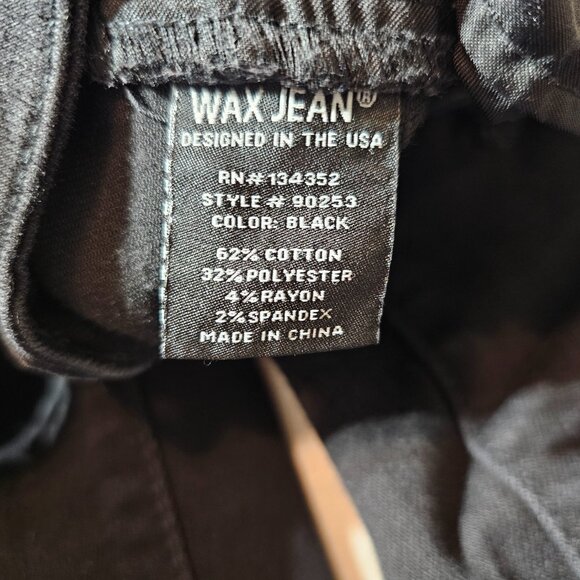 WAX JEAN®
DESIGNED IN THE USA
RN# 134352
STYLE # 90253
COLOR: BLACK
62% COTTON
32% POLYESTER
4% RAYON
2% SPANDEX
MADE IN CHINA